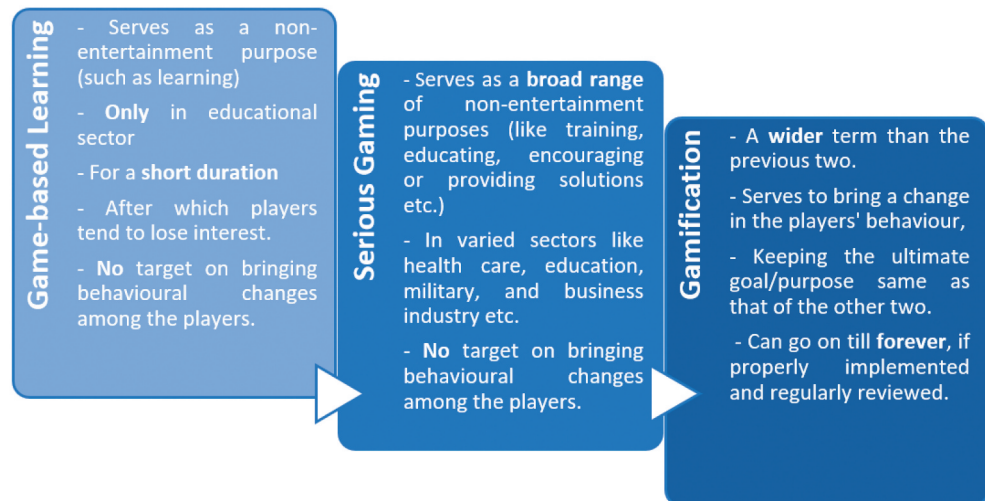 Game-based Learning
- Serves as a non-
entertainment purpose
(such as learning)
- Only in educational
sector
- For a short duration
- After which players
tend to lose interest.
- No target on bringing
behavioural changes
among the players.
Serious Gaming
- Serves as a broad range
of non-entertainment
purposes (like training,
educating, encouraging
or providing solutions
etc.)
- In varied sectors like
health care, education,
military, and business
industry etc.
- No target on bringing
behavioural changes
among the players.
Gamification
- A wider term than the
previous two.
- Serves to bring a change
in the players' behaviour,
- Keeping the ultimate
goal/purpose same as
that of the other two.
- Can go on till forever, if
properly implemented
and regularly reviewed.